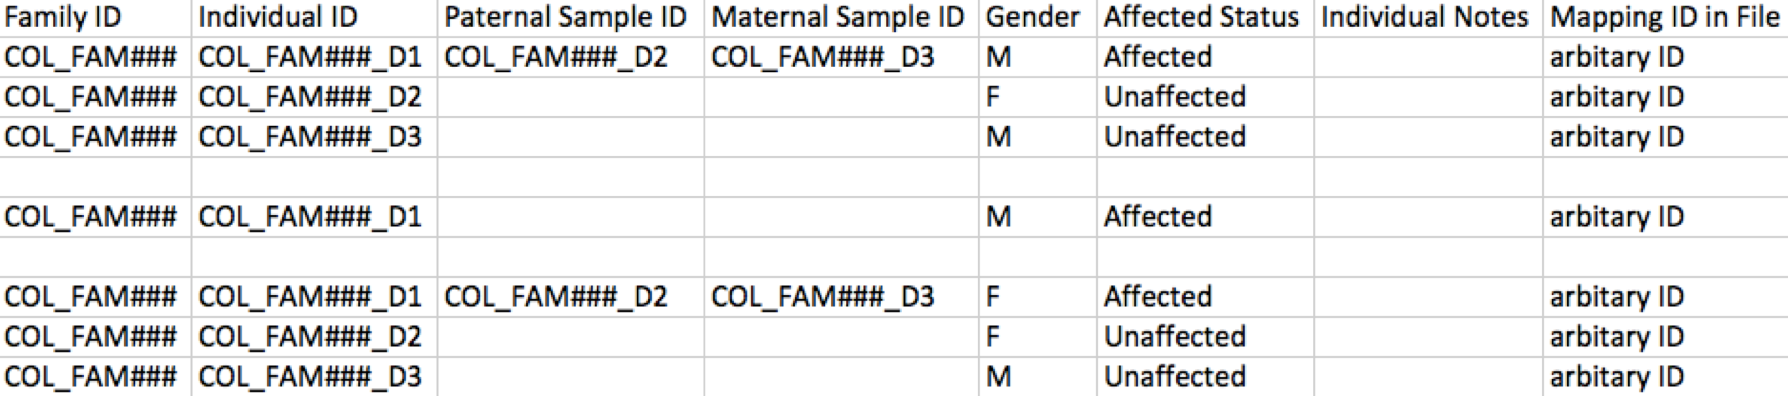 Family ID Individual ID Paternal Sample ID Maternal Sample ID Gender Affected Status Individual Notes Mapping ID in File
COL_FAM### COL_FAM###_D1 COL_FAM###_D2 COL_FAM###_D3 M Affected arbitary ID
COL_FAM### COL_FAM###_D2 F Unaffected arbitary ID
COL_FAM### COL_FAM###_D3 M Unaffected arbitary ID
COL_FAM### COL_FAM###_D1 M Affected arbitary ID
COL_FAM### COL_FAM###_D1 COL_FAM###_D2 COL_FAM###_D3 F Affected arbitary ID
COL_FAM### COL_FAM###_D2 F Unaffected arbitary ID
COL_FAM### COL_FAM###_D3 M Unaffected arbitary ID